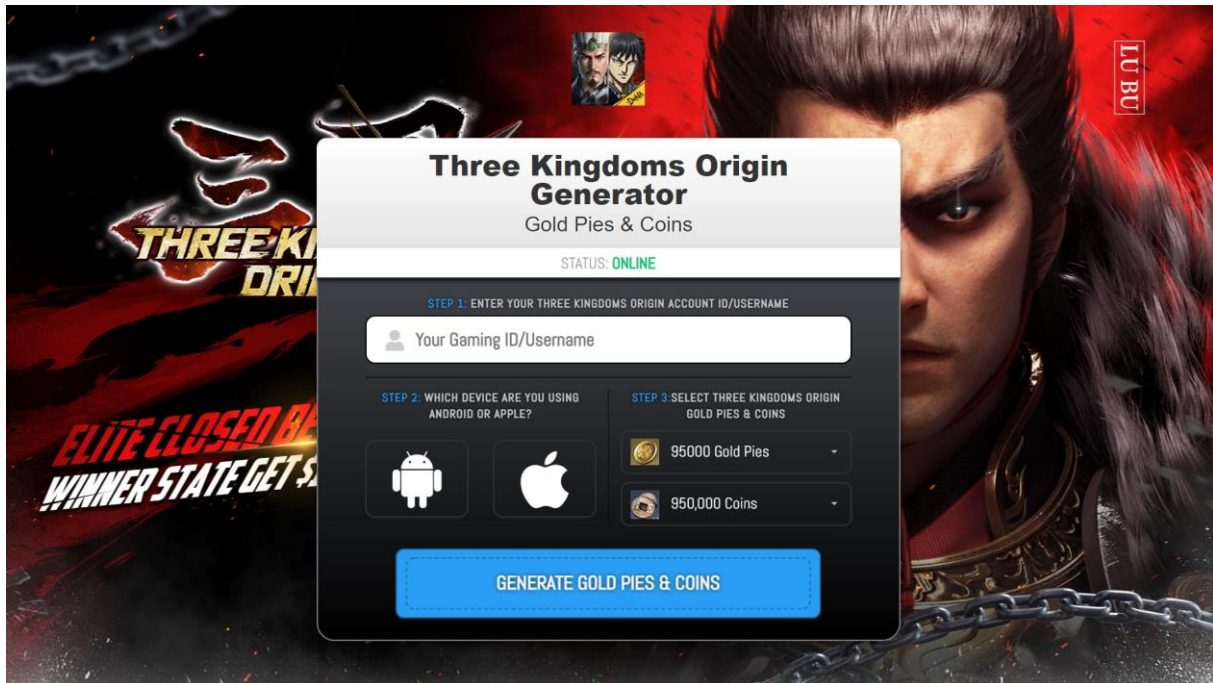 LU BU
THREE KI
ORI
Three Kingdoms Origin
Generator
Gold Pies & Coins
STATUS: ONLINE
STEP 1: ENTER YOUR THREE KINGDOMS ORIGIN ACCOUNT ID/USERNAME
Your Gaming ID/Username
STEP 2: WHICH DEVICE ARE YOU USING
ANDROID OR APPLE?
STEP 3:SELECT THREE KINGDOMS ORIGIN
GOLD PIES & COINS
95000 Gold Pies
950,000 Coins
ELITE CLOSED BE
WINNER STATE GET $
GENERATE GOLD PIES & COINS